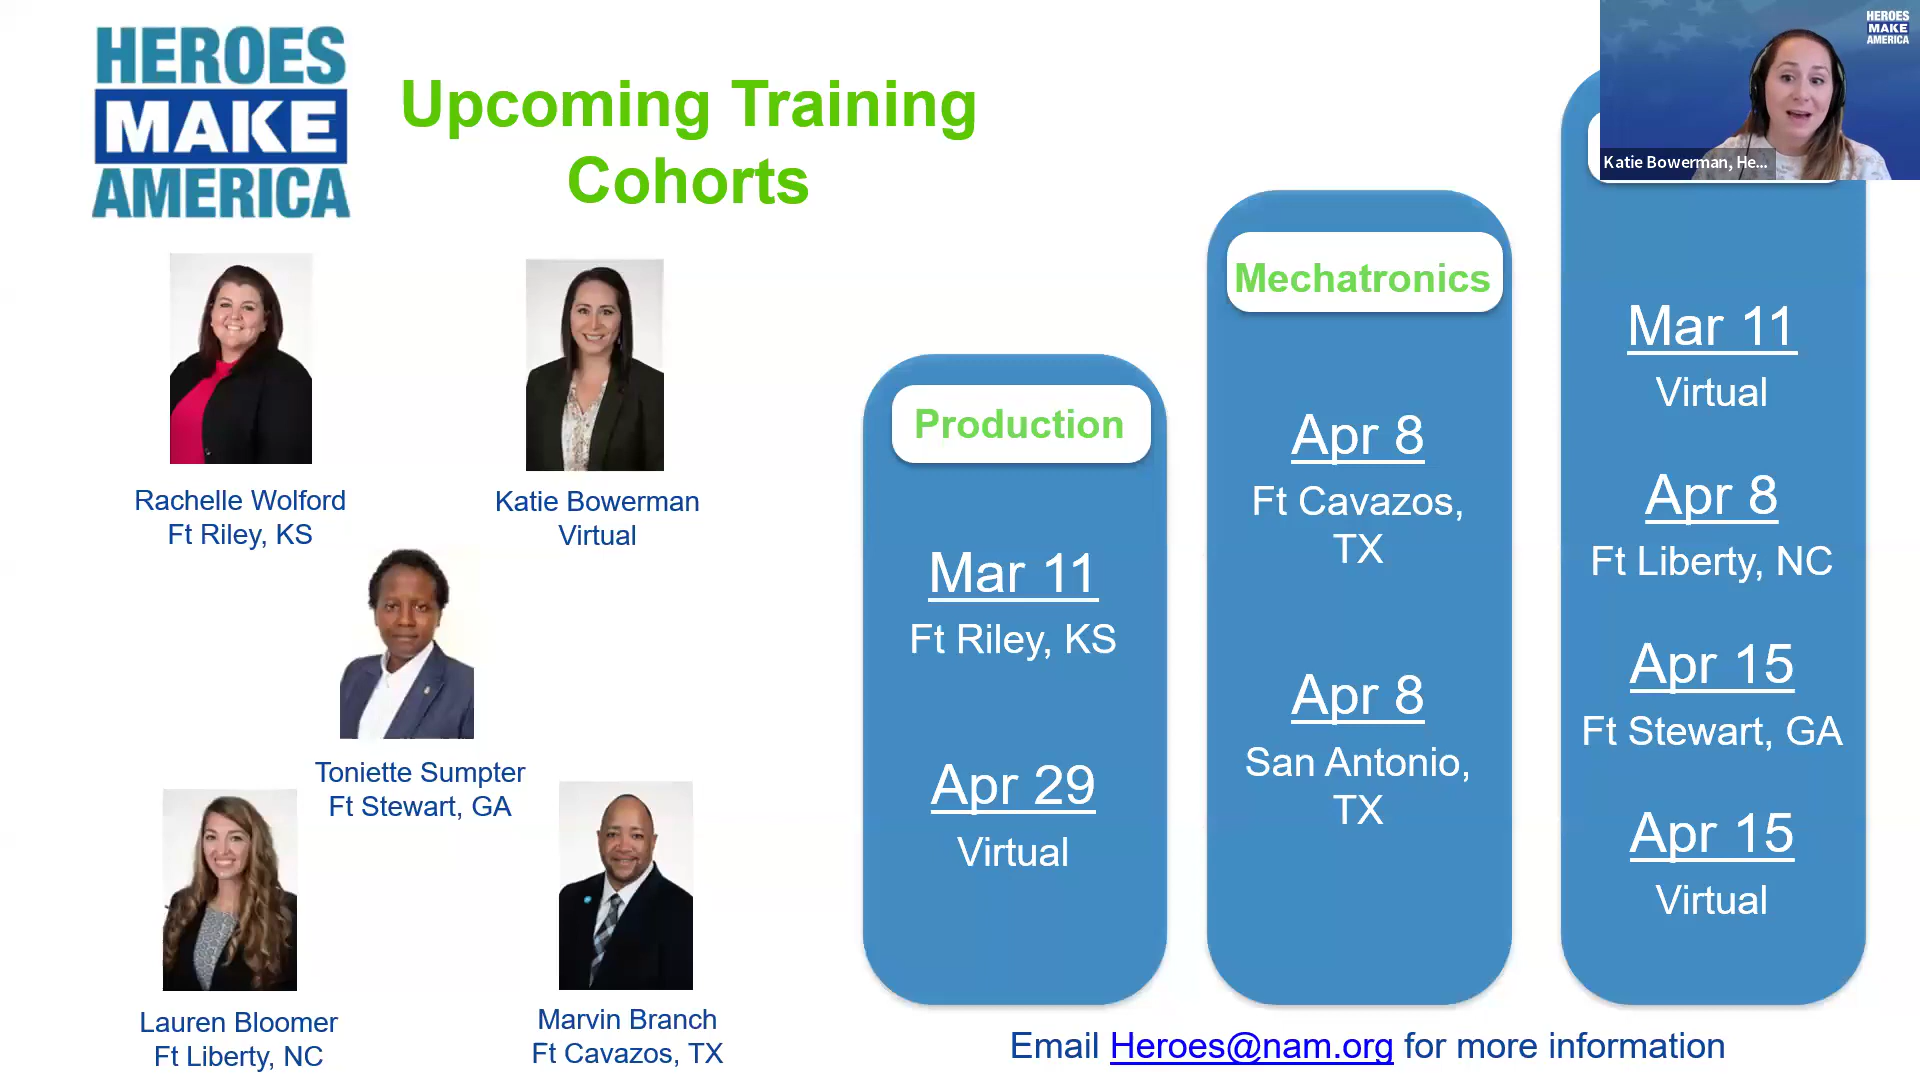 HEROES
MAKE
AMERICA
Upcoming Training
Cohorts
Rachelle Wolford
Ft Riley, KS
Katie Bowerman
Virtual
Toniette Sumpter
Ft Stewart, GA
Lauren Bloomer
Ft Liberty, NC
Marvin Branch
Ft Cavazos, TX
Production
Mar 11
Ft Riley, KS
Apr 29
Virtual
Mechatronics
Apr 8
Ft Cavazos,
TX
Apr 8
San Antonio,
TX
Mar 11
Virtual
Apr 8
Ft Liberty, NC
Apr 15
Ft Stewart, GA
Apr 15
Virtual
Email Heroes@nam.org for more information
HEROES
MAKE
AMERICA
Katie Bowerman, He...